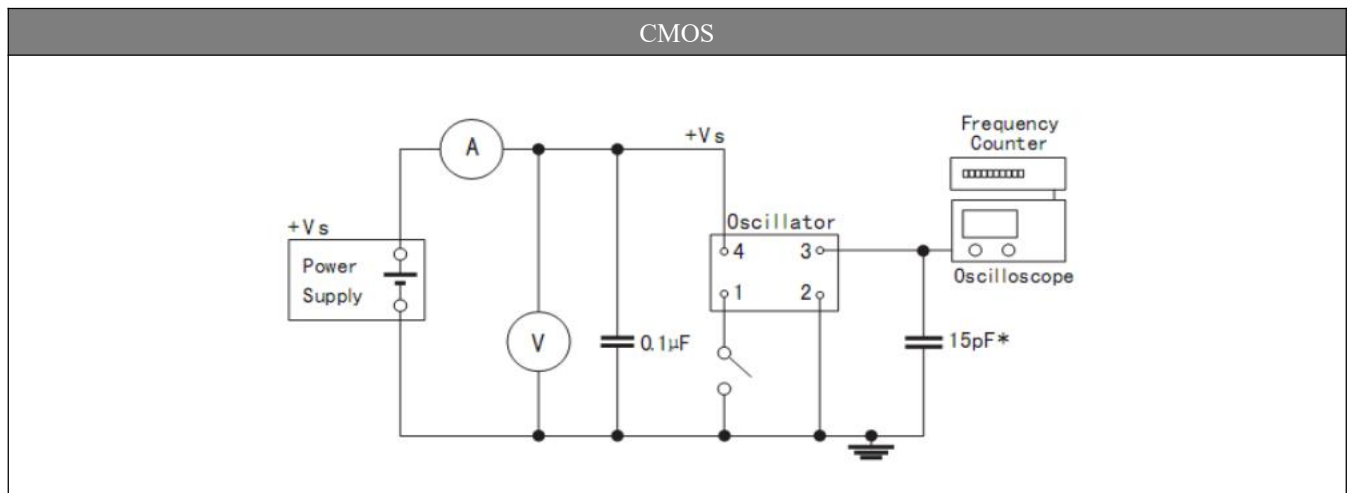 CMOS
Frequency
Counter
A
+Vs
+Vs
Oscillator
Power
Supply
4
3
1
2
Oscilloscope
V
0.1μF
15pF*